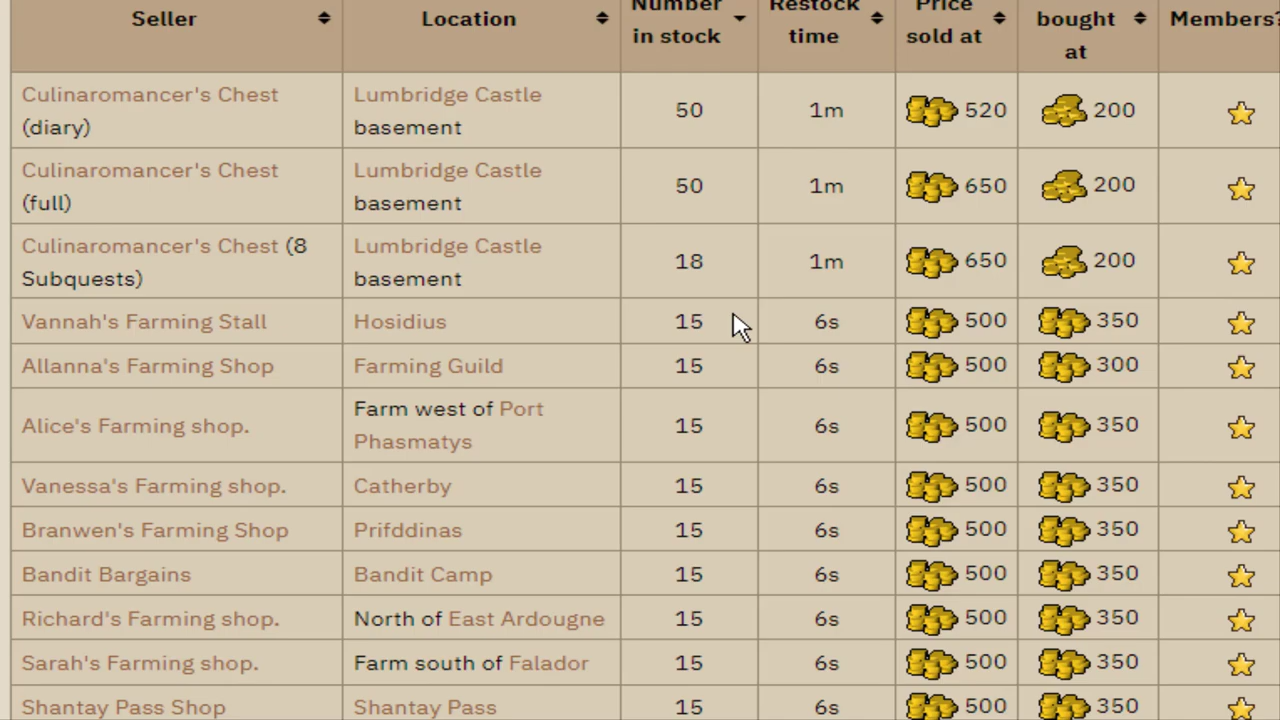 Seller Location Number in stock Restock time Price sold at bought at Members?
Culinaromancer's Chest (diary) Lumbridge Castle basement 50 1m 520 200
Culinaromancer's Chest (full) Lumbridge Castle basement 50 1m 650 200
Culinaromancer's Chest (8 Subquests) Lumbridge Castle basement 18 1m 650 200
Vannah's Farming Stall Hosidius 15 6s 500 350
Allanna's Farming Shop Farming Guild 15 6s 500 300
Alice's Farming shop. Farm west of Port Phasmatys 15 6s 500 350
Vanessa's Farming shop. Catherby 15 6s 500 350
Branwen's Farming Shop Prifddinas 15 6s 500 350
Bandit Bargains Bandit Camp 15 6s 500 350
Richard's Farming shop. North of East Ardougne 15 6s 500 350
Sarah's Farming shop. Farm south of Falador 15 6s 500 350
Shantay Pass Shop Shantay Pass 15 6s 500 350